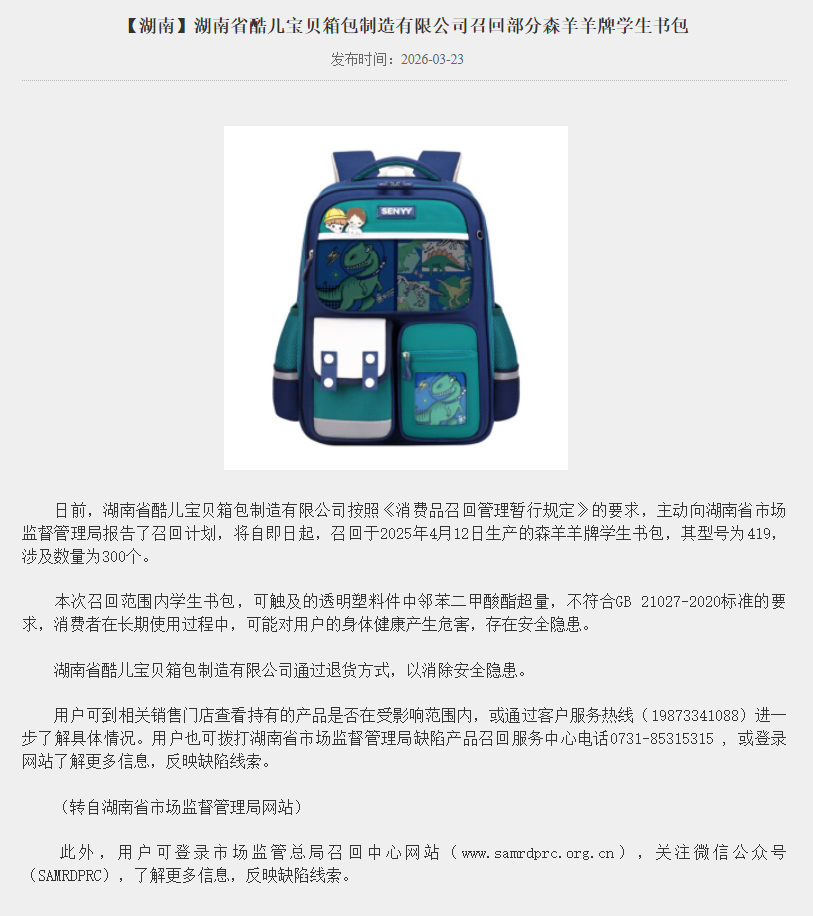 【湖南】湖南省酷儿宝贝箱包制造有限公司召回部分森羊羊牌学生书包
发布时间：2026-03-23
SENYY
日前，湖南省酷儿宝贝箱包制造有限公司按照《消费品召回管理暂行规定》的要求，主动向湖南省市场
监督管理局报告了召回计划，将自即日起，召回于2025年4月12日生产的森羊羊牌学生书包，其型号为419，
涉及数量为300个。
本次召回范围内学生书包，可触及的透明塑料件中邻苯二甲酸酯超量，不符合GB 21027-2020标准的要
求，消费者在长期使用过程中，可能对用户的身体健康产生危害，存在安全隐患。
湖南省酷儿宝贝箱包制造有限公司通过退货方式，以消除安全隐患。
用户可到相关销售门店查看持有的产品是否在受影响范围内，或通过客户服务热线（19873341088）进一
步了解具体情况。用户也可拨打湖南省市场监督管理局缺陷产品召回服务中心电话0731-85315315 ，或登录
网站了解更多信息，反映缺陷线索。
（转自湖南省市场监督管理局网站）
此外，用户可登录市场监管总局召回中心网站（www.samrdprc.org.cn），关注微信公众号
（SAMRDPRC），了解更多信息，反映缺陷线索。